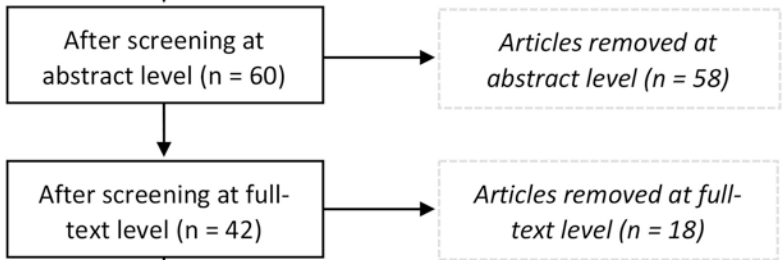 After screening at
abstract level (n = 60)
Articles removed at
abstract level (n = 58)
After screening at full-
text level (n = 42)
Articles removed at full-
text level (n = 18)